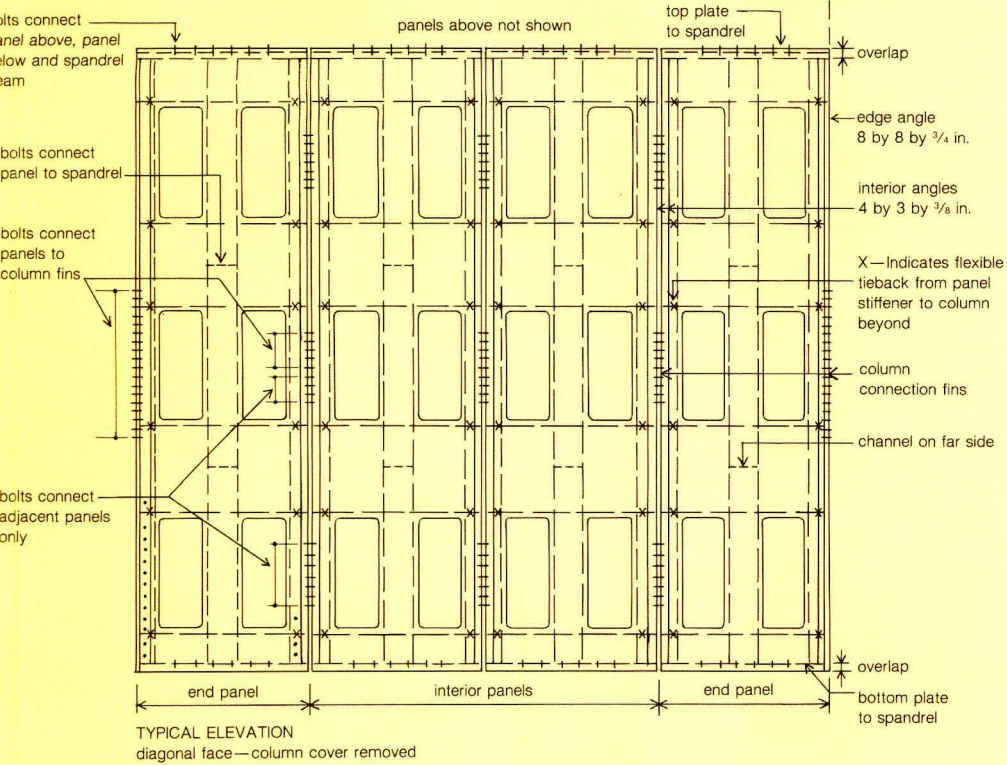 olts connect
anel above, panel
elow and spandrel
eam
panels above not shown
top plate
to spandrel
overlap
edge angle
8 by 8 by 3/4 in.
bolts connect
panel to spandrel
interior angles
4 by 3 by 3/8 in.
bolts connect
panels to
column fins
X—Indicates flexible
tieback from panel
stiffener to column
beyond
column
connection fins
channel on far side
bolts connect
adjacent panels
only
overlap
bottom plate
to spandrel
end panel
interior panels
end panel
TYPICAL ELEVATION
diagonal face—column cover removed